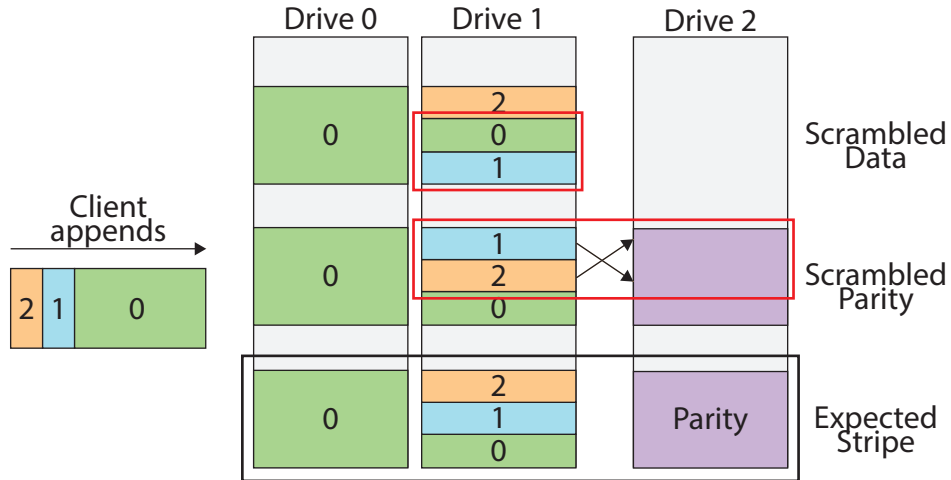 Drive 0 Drive 1 Drive 2
2
0 0
1
Scrambled
Data
Client
appends
2 1 0
1
0 2
0
Scrambled
Parity
2
0 1 Parity
0
Expected
Stripe